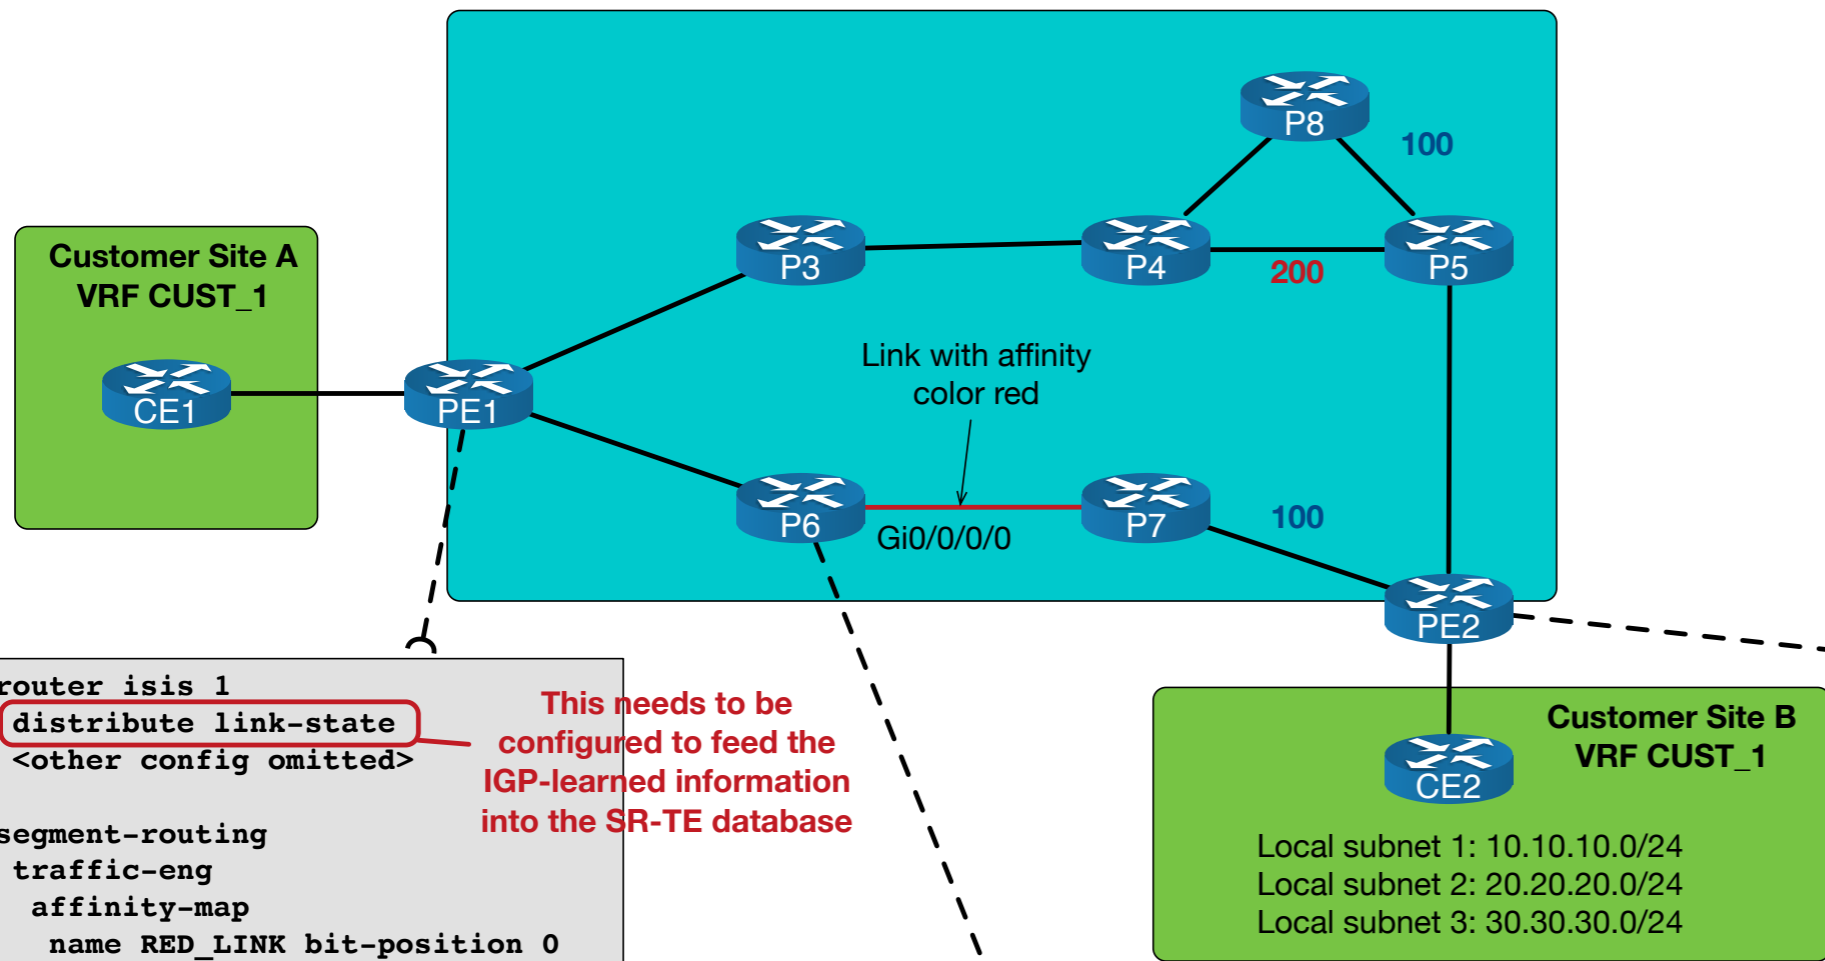 P8
100
Customer Site A
VRF CUST_1
P3
P4
200
P5
Link with affinity
color red
CE1
PE1
P6
Gi0/0/0/0
P7
100
PE2
router isis 1
distribute link-state
<other config omitted>
segment-routing
traffic-eng
affinity-map
name RED_LINK bit-position 0
This needs to be
configured to feed the
IGP-learned information
into the SR-TE database
Customer Site B
VRF CUST_1
CE2
Local subnet 1: 10.10.10.0/24
Local subnet 2: 20.20.20.0/24
Local subnet 3: 30.30.30.0/24